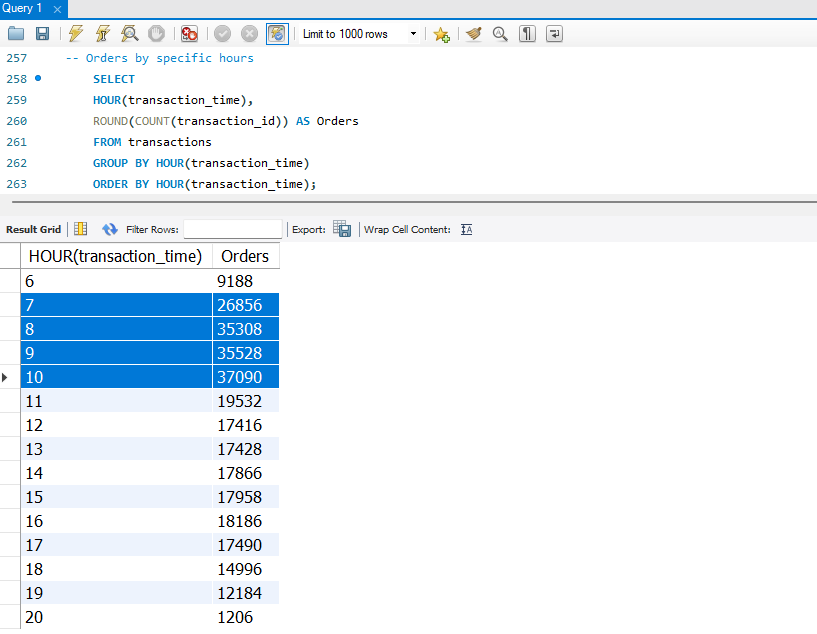 Query 1
Limit to 1000 rows
257 -- Orders by specific hours
258 SELECT
259 HOUR(transaction_time),
260 ROUND(COUNT(transaction_id)) AS Orders
261 FROM transactions
262 GROUP BY HOUR(transaction_time)
263 ORDER BY HOUR(transaction_time);
Result Grid Filter Rows: Export: Wrap Cell Content: IA
HOUR(transaction_time) Orders
6 9188
7 26856
8 35308
9 35528
10 37090
11 19532
12 17416
13 17428
14 17866
15 17958
16 18186
17 17490
18 14996
19 12184
20 1206